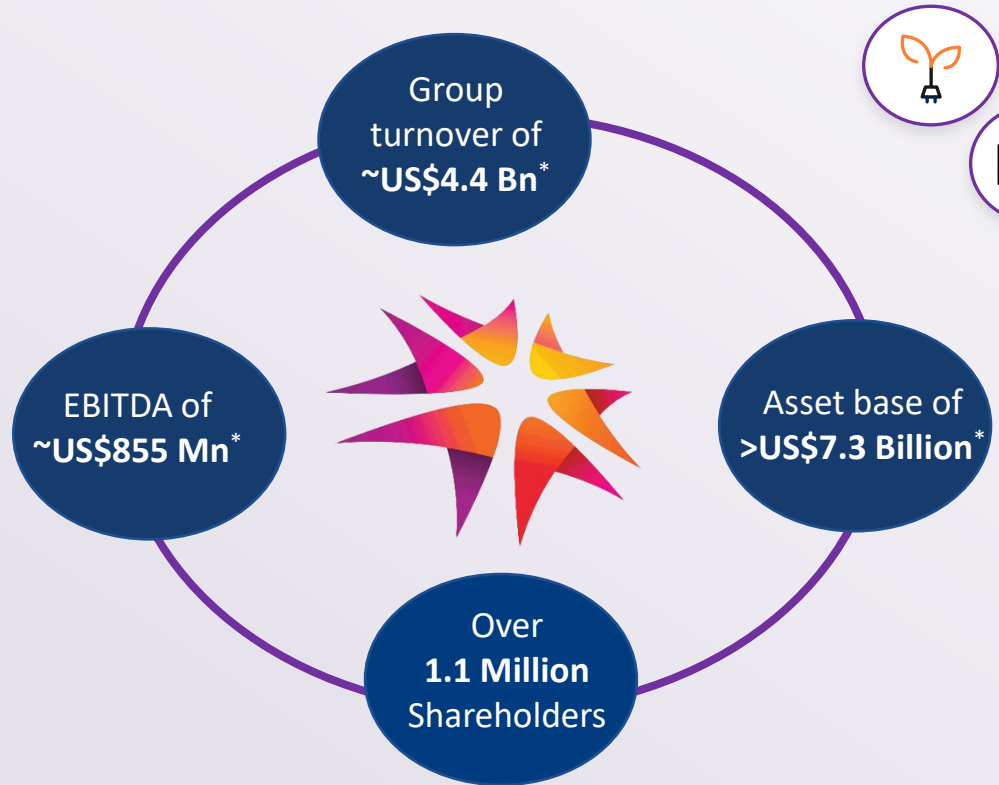 Group
turnover of
~US$4.4 Bn*
EBITDA of
~US$855 Mn*
Asset base of
>US$7.3 Billion*
Over
1.1 Million
Shareholders